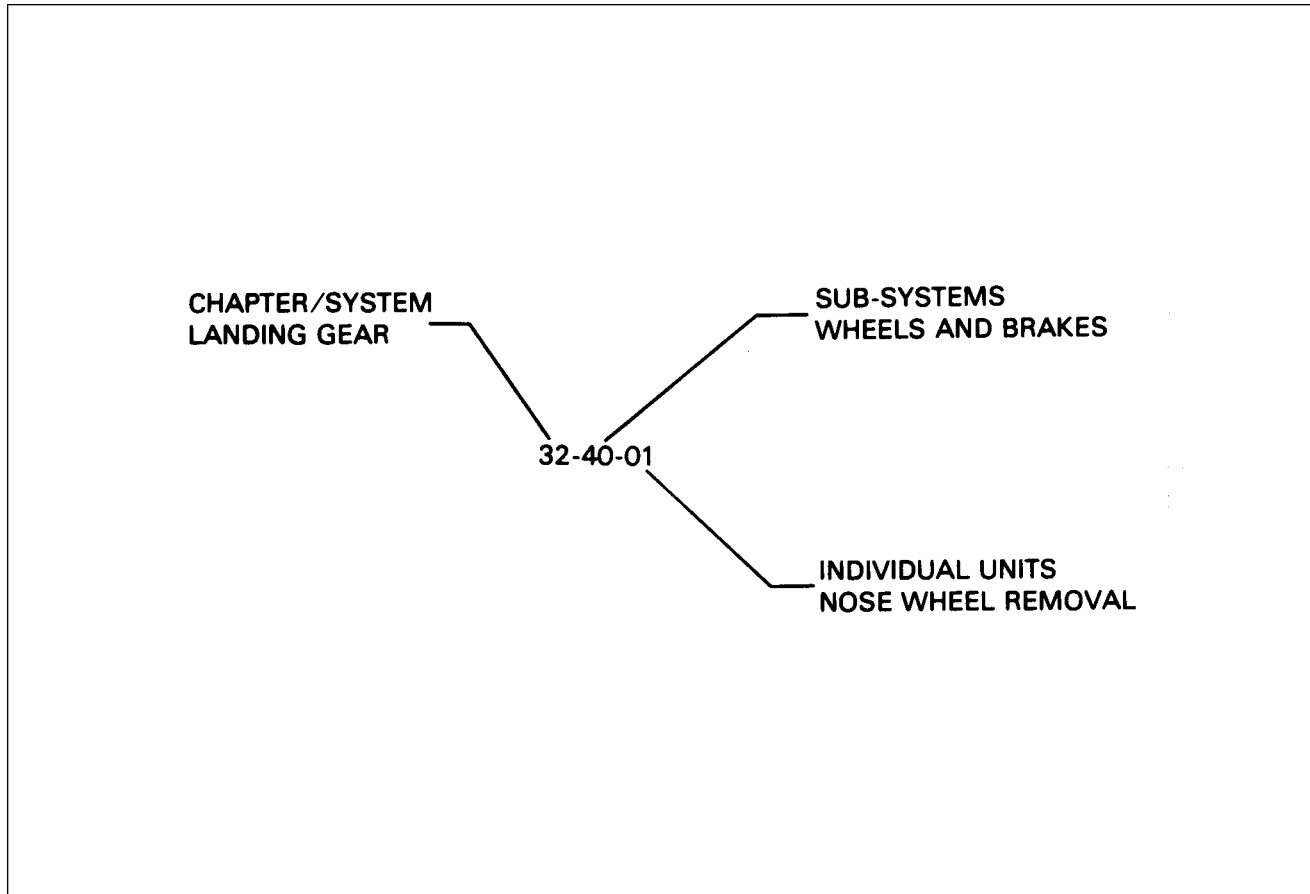 CHAPTER/SYSTEM
LANDING GEAR
SUB-SYSTEMS
WHEELS AND BRAKES
32-40-01
INDIVIDUAL UNITS
NOSE WHEEL REMOVAL